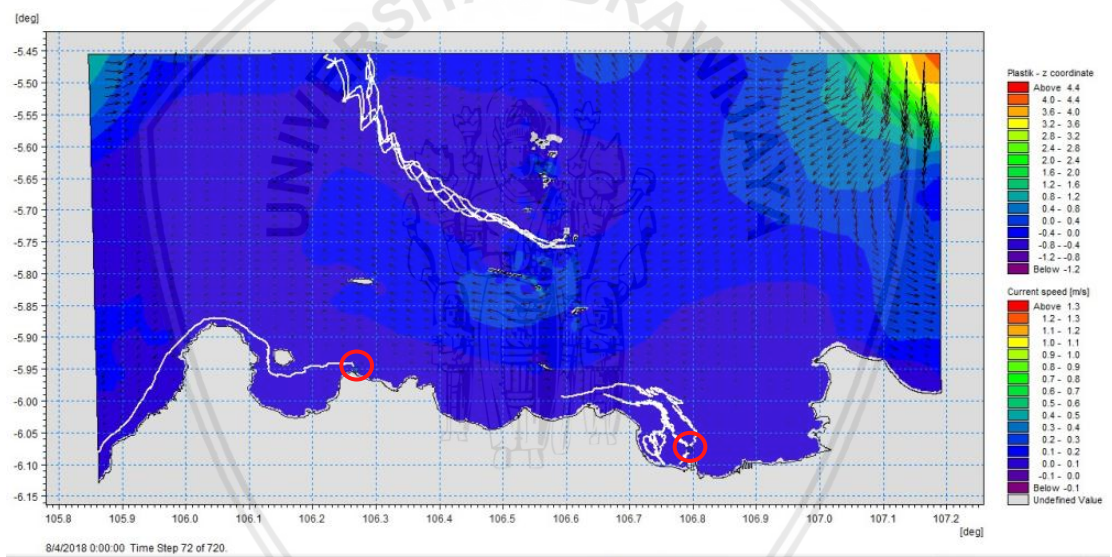 UNIVERSITAS BRAWIJAYA
[deg]
-5.45
-5.50
-5.55
-5.60
-5.65
-5.70
-5.75
-5.80
-5.85
-5.90
-5.95
-6.00
-6.05
-6.10
-6.15
105.8 105.9 106.0 106.1 106.2 106.3 106.4 106.5 106.6 106.7 106.8 106.9 107.0 107.1 107.2
[deg]
8/4/2018 0:00:00 Time Step 72 of 720.
Plastik - z coordinate
Above 4.4
4.0 - 4.4
3.6 - 4.0
3.2 - 3.6
2.8 - 3.2
2.4 - 2.8
2.0 - 2.4
1.6 - 2.0
1.2 - 1.6
0.8 - 1.2
0.4 - 0.8
0.0 - 0.4
-0.4 - 0.0
-0.8 - -0.4
-1.2 - -0.8
Below -1.2
Current speed [m/s]
Above 1.3
1.2 - 1.3
1.1 - 1.2
1.0 - 1.1
0.9 - 1.0
0.8 - 0.9
0.7 - 0.8
0.6 - 0.7
0.5 - 0.6
0.4 - 0.5
0.3 - 0.4
0.2 - 0.3
0.1 - 0.2
0.0 - 0.1
-0.1 - 0.0
Below -0.1
Undefined Value